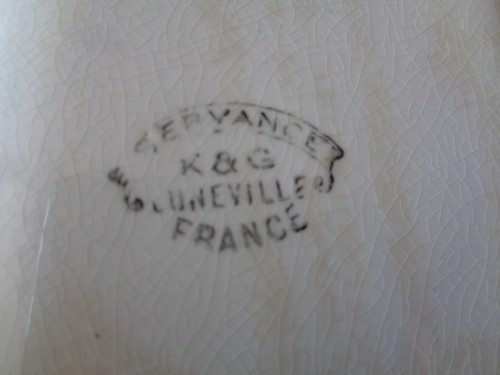 SERVANCE
K & G
LUNEVILLE
FRANCE